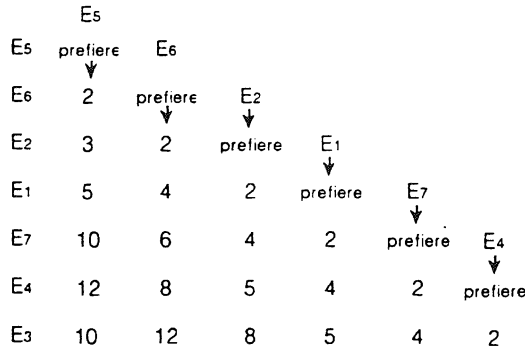 E5
E5 prefiere E6
E6 2 prefiere E2
E2 3 2 prefiere E1
E1 5 4 2 prefiere E7
E7 10 6 4 2 prefiere E4
E4 12 8 5 4 2 prefiere
E3 10 12 8 5 4 2